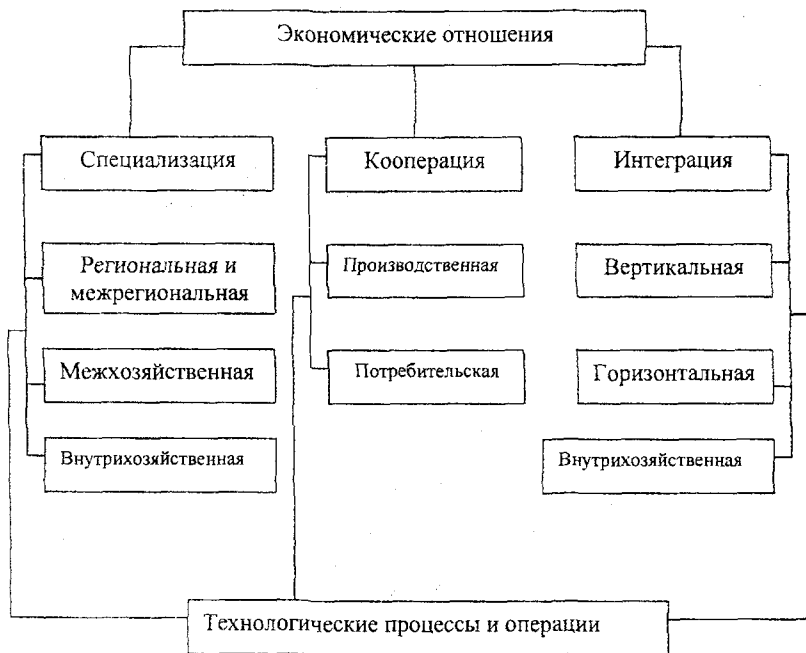 Экономические отношения
Специализация
Кооперация
Интеграция
Региональная и
межрегиональная
Производственная
Вертикальная
Межхозяйственная
Потребительская
Горизонтальная
Внутрихозяйственная
Внутрихозяйственная
Технологические процессы и операции